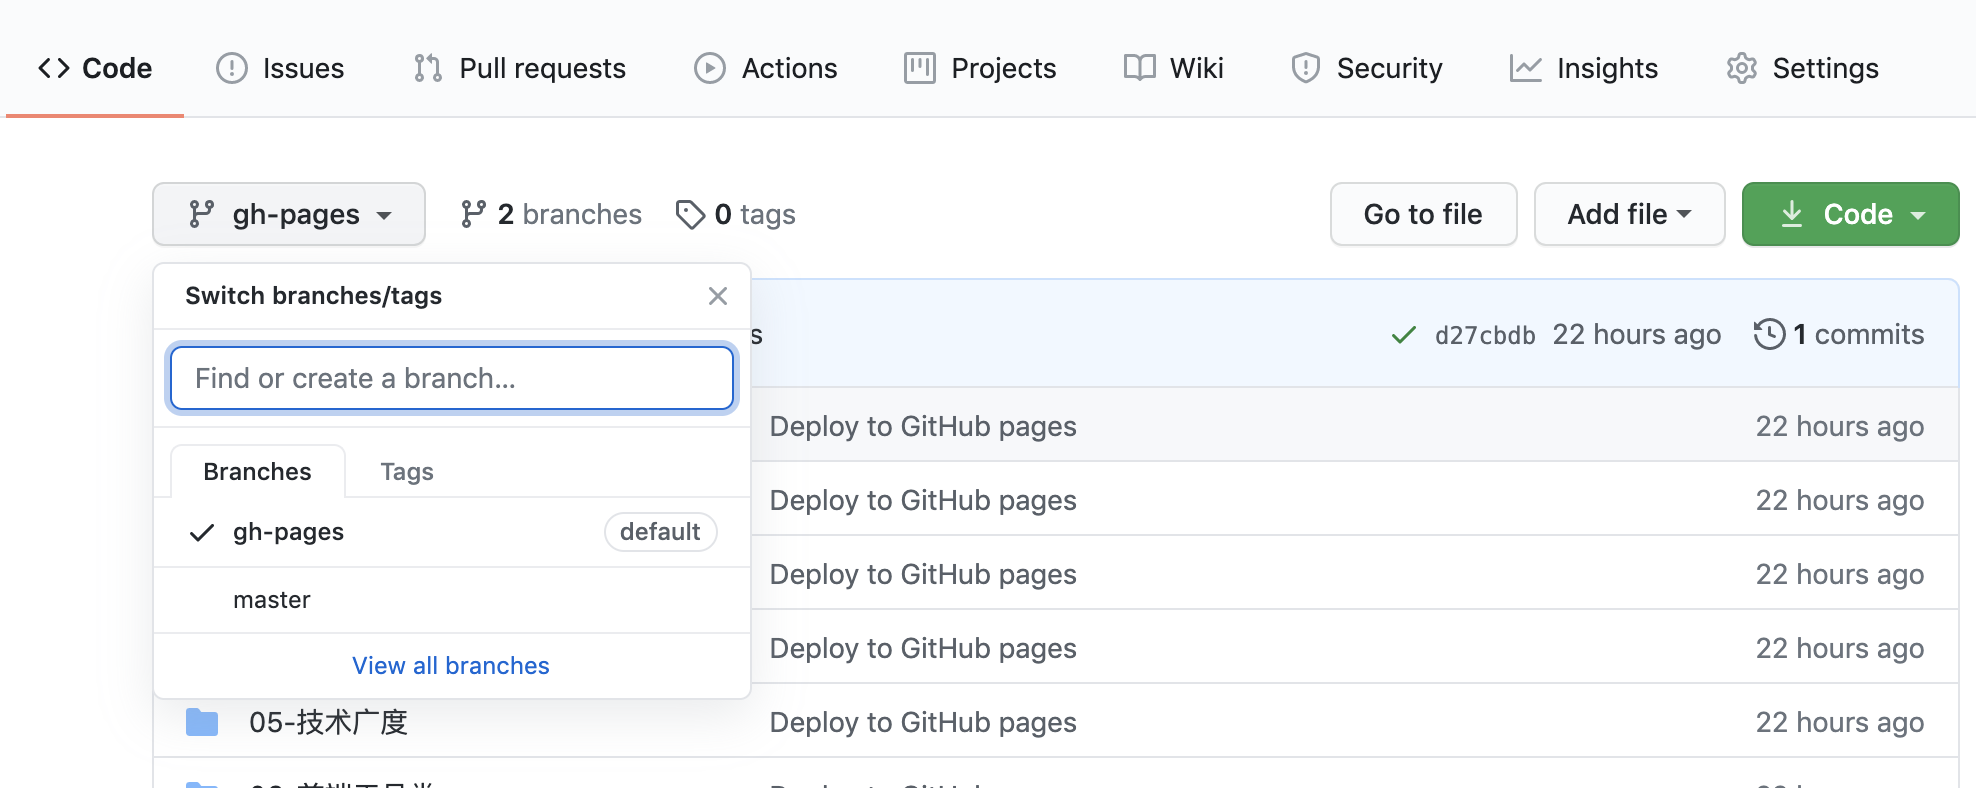 Code Issues Pull requests Actions Projects Wiki Security Insights Settings
gh-pages 2 branches 0 tags Go to file Add file Code
Switch branches/tags
s d27cbdb 22 hours ago 1 commits
Find or create a branch...
Deploy to GitHub pages 22 hours ago
Branches Tags
Deploy to GitHub pages 22 hours ago
gh-pages default
Deploy to GitHub pages 22 hours ago
master
Deploy to GitHub pages 22 hours ago
View all branches
05-技术广度 Deploy to GitHub pages 22 hours ago